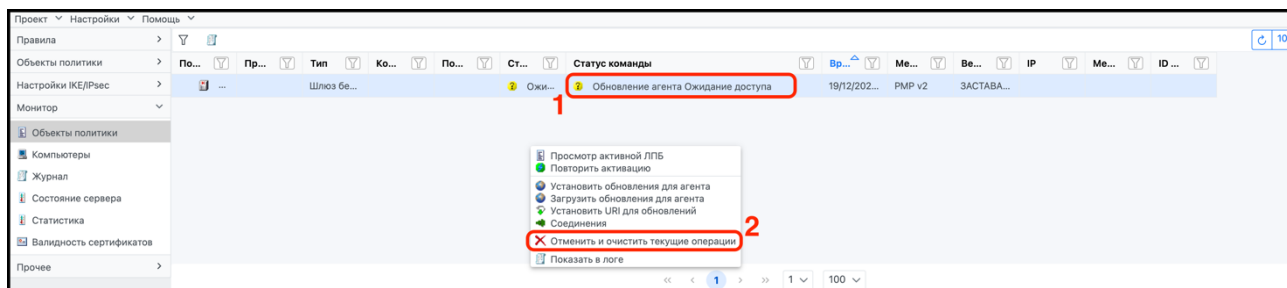 Проект Настройки Помощь
Правила
Объекты политики
Настройки IKE/IPsec
Монитор
Объекты политики
Компьютеры
Журнал
Состояние сервера
Статистика
Валидность сертификатов
Прочее
10
По... Пр... Тип Ко... По... Ст... Статус команды Вр... Ме... Ве... IP Ме... ID ...
... Шлюз бе... Ожи... Обновление агента Ожидание доступа 19/12/202... PMP v2 ЗАСТАВА...
1
Просмотр активной ЛПБ
Повторить активацию
Установить обновления для агента
Загрузить обновления для агента
Установить URI для обновлений
Соединения
Отменить и очистить текущие операции
2
Показать в логе
<< < 1 > >> 1 100